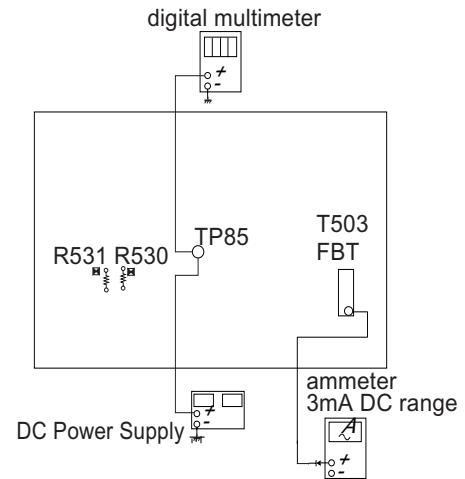 digital multimeter
+
-
TP85
R531 R530
T503
FBT
ammeter
3mA DC range
A
+
-
DC Power Supply
+
-